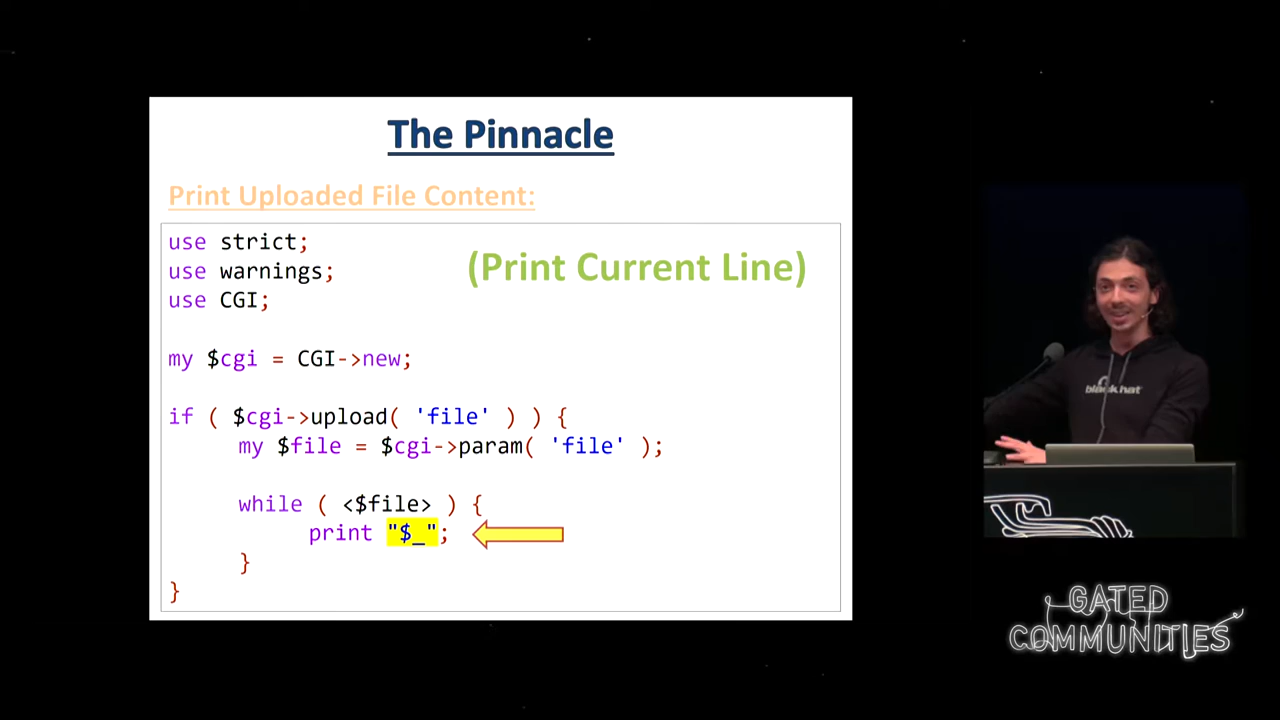 The Pinnacle
Print Uploaded File Content:
use strict;
(Print Current Line)
use warnings;
use CGI;
my $cgi = CGI->new;
if ( $cgi->upload( 'file' ) ) {
my $file = $cgi->param( 'file' );
while ( <$file> ) {
print "$_";
}
}
black hat
GATED
COMMUNITIES